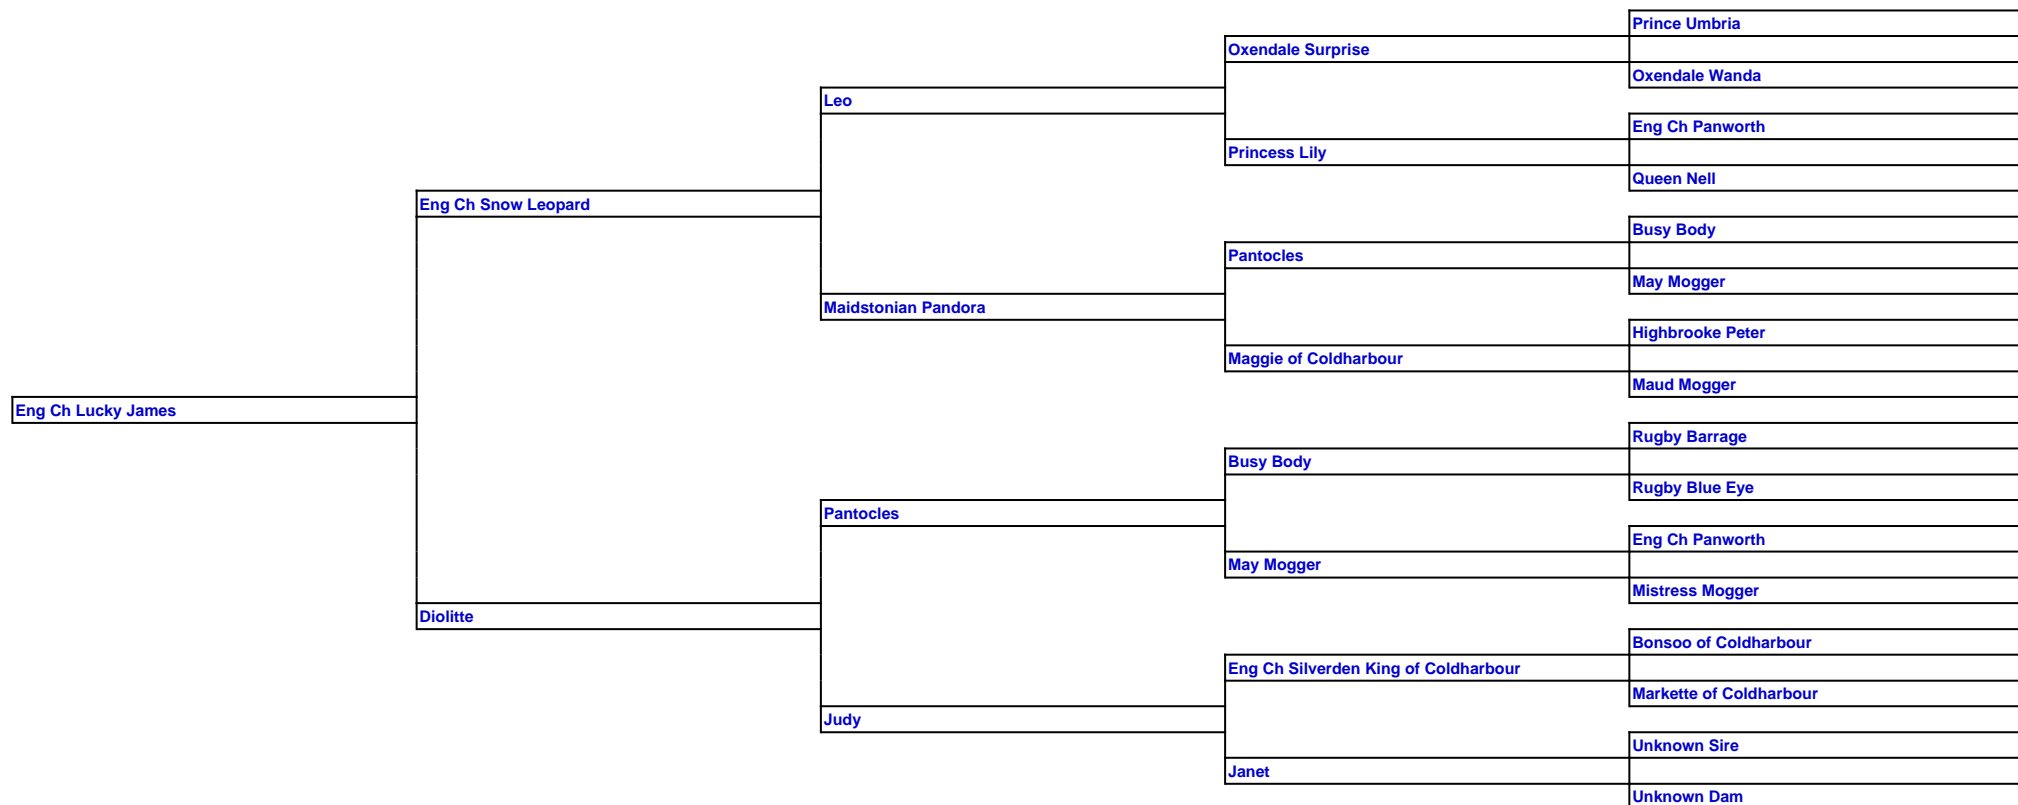 Prince Umbria
Oxendale Surprise
Oxendale Wanda
Leo
Eng Ch Panworth
Princess Lily
Queen Nell
Eng Ch Snow Leopard
Busy Body
Pantocles
May Mogger
Maidstonian Pandora
Highbrooke Peter
Maggie of Coldharbour
Maud Mogger
Eng Ch Lucky James
Rugby Barrage
Busy Body
Rugby Blue Eye
Pantocles
Eng Ch Panworth
May Mogger
Mistress Mogger
Diolitte
Bonsoo of Coldharbour
Eng Ch Silverden King of Coldharbour
Markette of Coldharbour
Judy
Unknown Sire
Janet
Unknown Dam